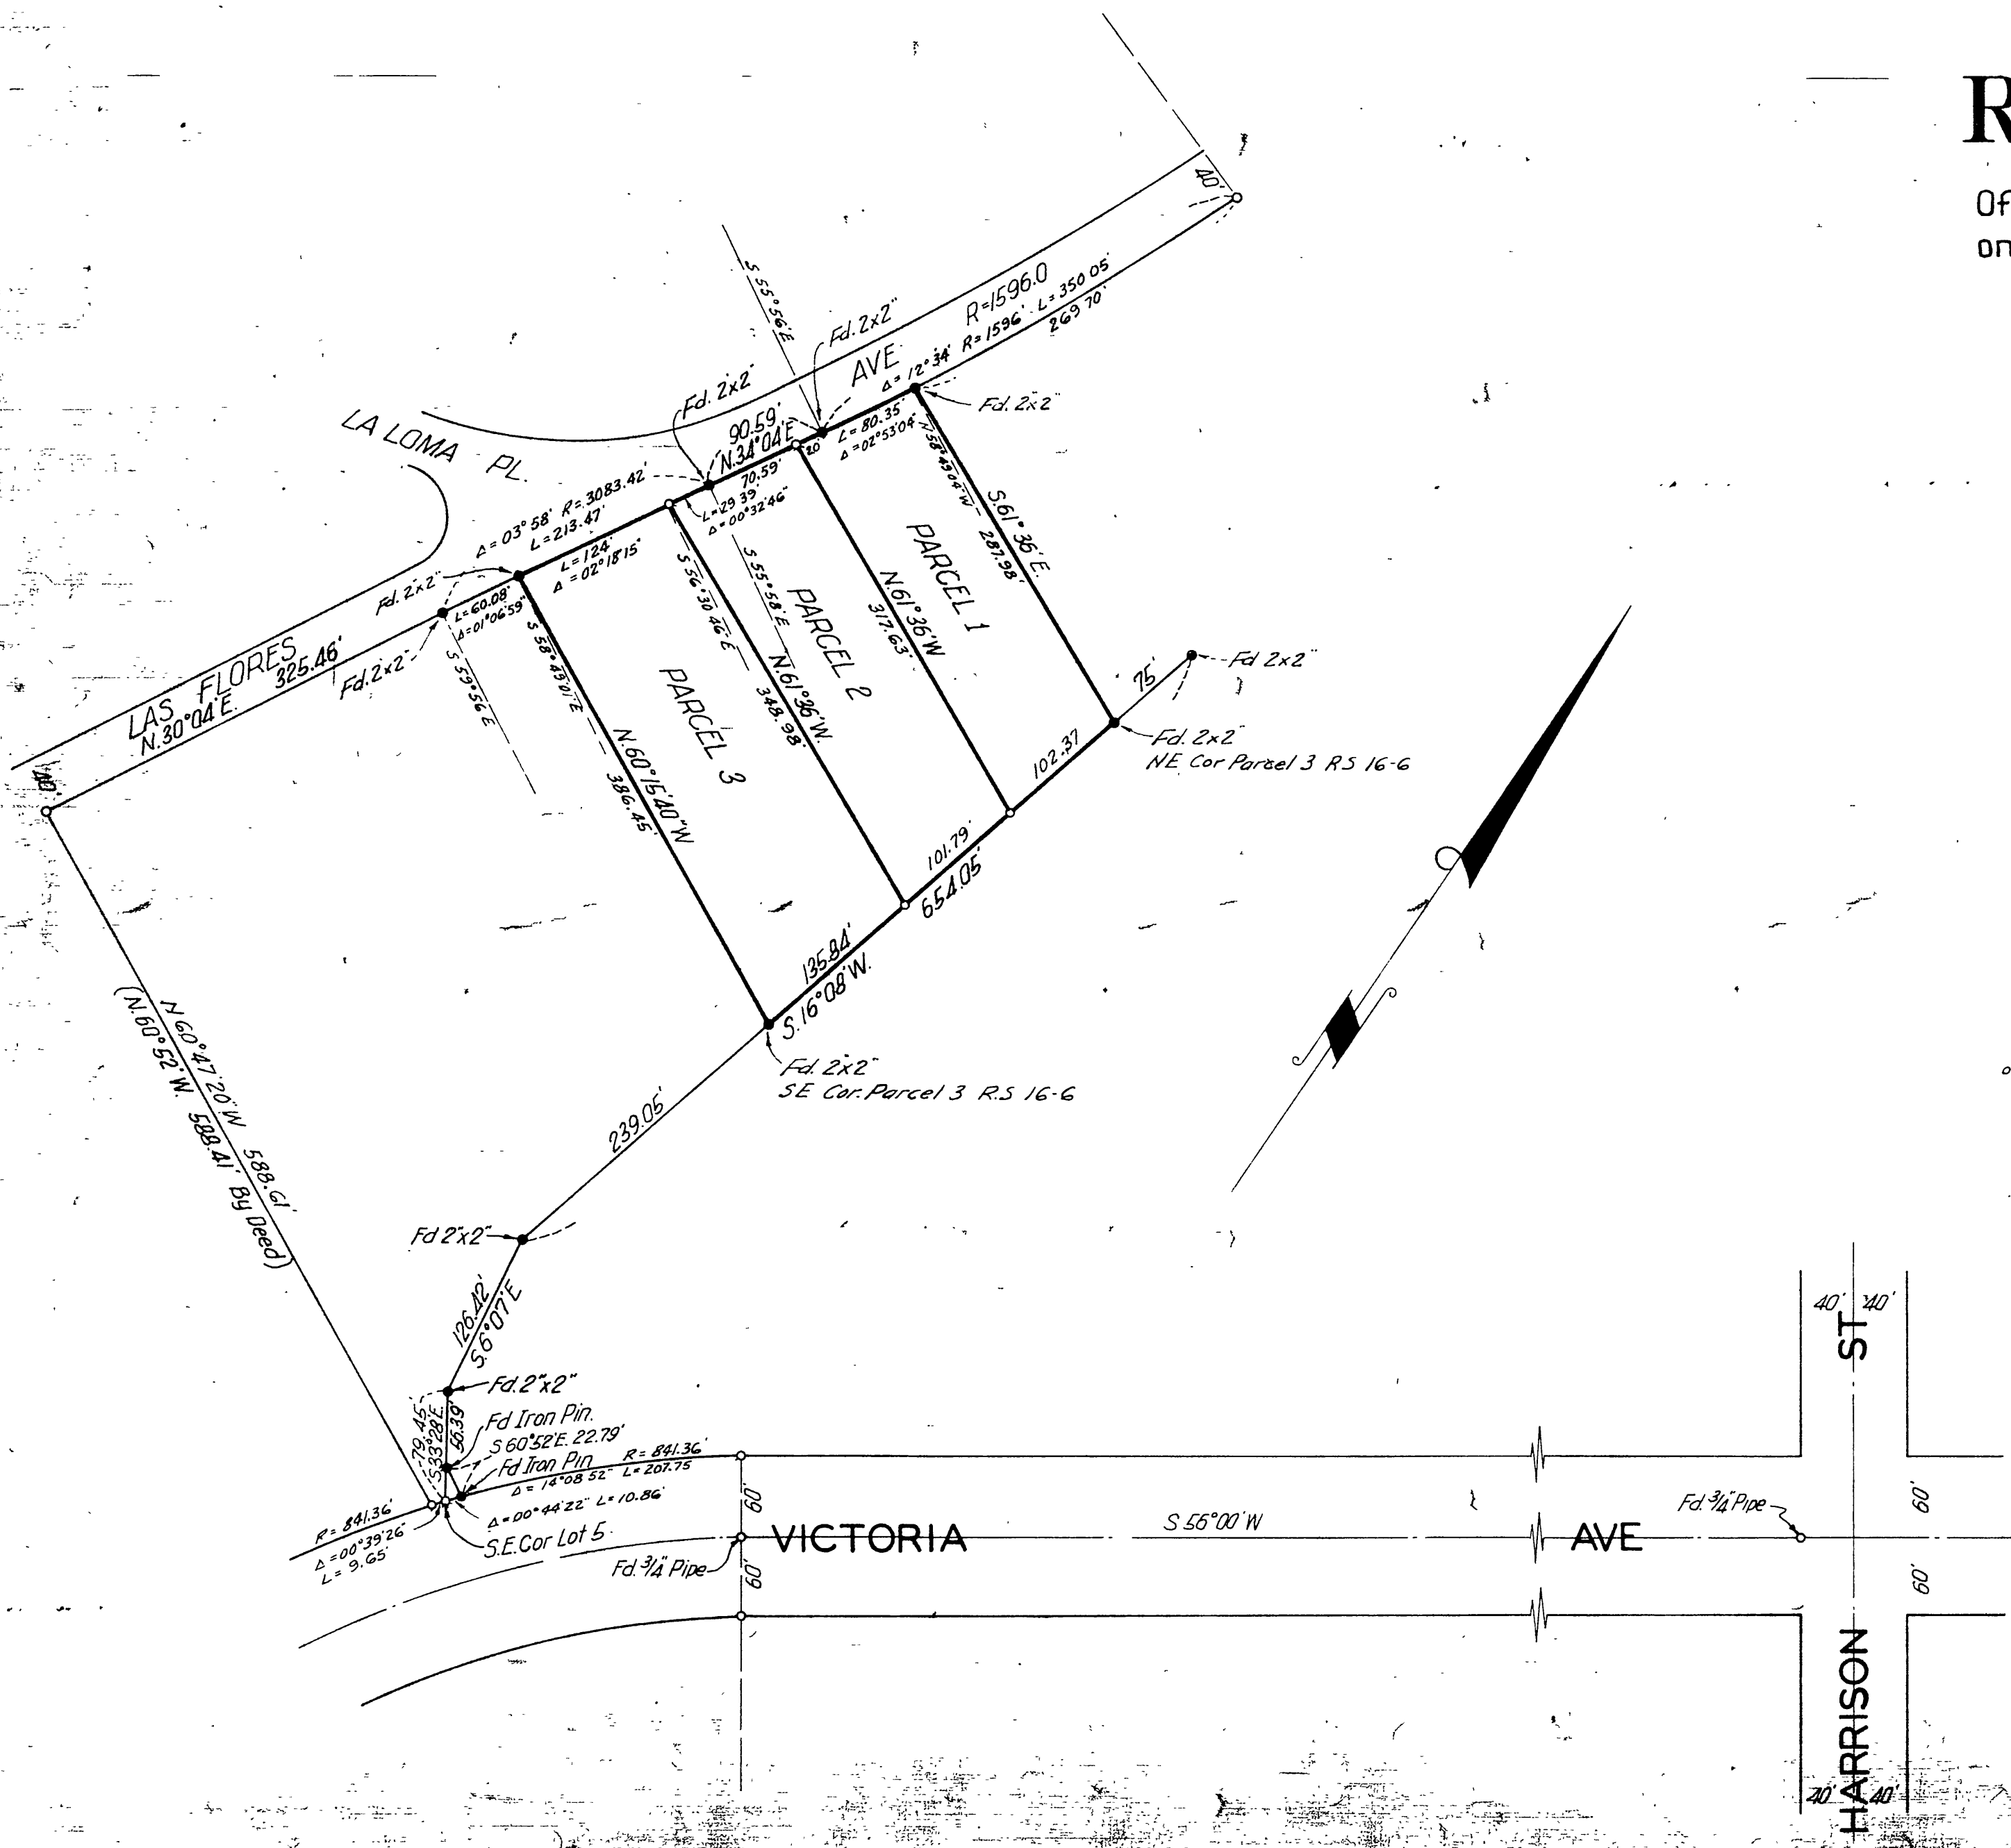 R
Of
on
40'
R=1596.0
Δ= 12°34' R=1596' L=350.05'
269.70'
S 55°56'E
Fd. 2x2"
AVE.
Fd. 2x2"
Fd. 2x2"
90.59'
N.34°04'E
70.59'
20'
L=80.35'
Δ=02°53'04"
L=29.39'
Δ=00°32'46"
LA LOMA PL.
Δ=03°58' R=3083.42'
L=213.47'
L=124'
Δ=02°18'15"
Fd. 2x2"
L=60.08'
Δ=01°06'59"
Fd. 2x2"
LAS FLORES
N.30°04'E. 325.46'
40'
S 59°56'E
S 58°49'01"E
N.60°15'40"W
386.45'
PARCEL 3
S 56°30'46"E
S 55°58'E
N.61°36'W.
348.98'
PARCEL 2
N.61°36'W
317.63'
PARCEL 1
N 58°49'04"W
S.61°36'E.
287.98'
75'
Fd 2x2"
Fd. 2x2"
NE Cor Parcel 3 RS 16-6
102.37
101.79'
654.05'
135.84'
S.16°08'W.
Fd. 2x2"
SE Cor. Parcel 3 R.S 16-6
239.05'
N 60°47'20"W 588.61'
(N.60°52'W. 588.41' By Deed)
Fd 2"x2"
126.42'
S.6°07'E
Fd. 2"x2"
79.45'
S.33°28'E.
56.39'
Fd Iron Pin.
S 60°52'E. 22.79'
Fd Iron Pin
R=841.36'
Δ=14°08'52" L=207.75
Δ=00°44'22" L=10.86'
S.E. Cor Lot 5
R=841.36'
Δ=00°39'26"
L=9.65'
60'
60'
Fd. 3/4" Pipe
VICTORIA
S 56°00'W
AVE
Fd. 3/4" Pipe
40' 40'
ST
60'
60'
HARRISON
40' 40'